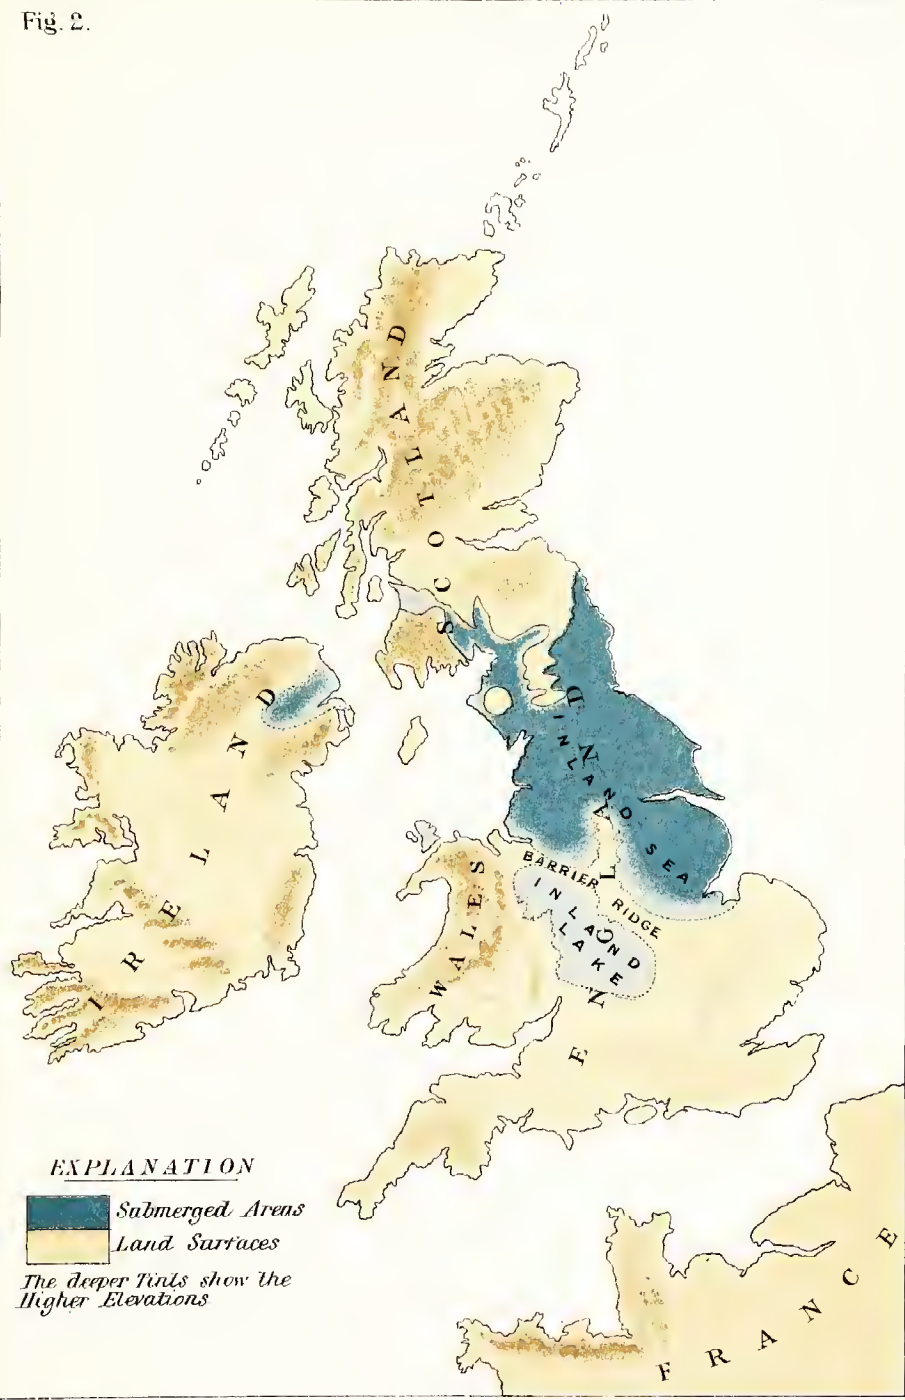 Fig. 2.
SCOTLAND
IRELAND
ENGLAND
INLAND SEA
BARRIER RIDGE
INLAND
LAKE
WALES
EXPLANATION
Submerged Areas
Land Surfaces
The deeper Tints show the
Higher Elevations
FRANCE